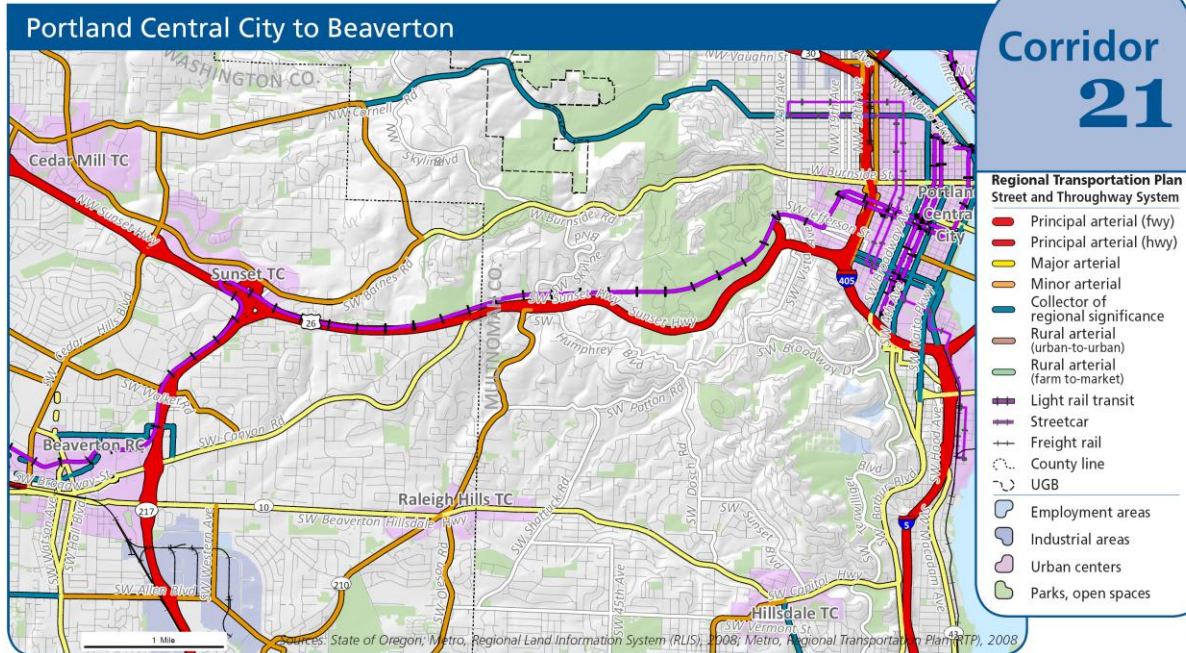 Portland Central City to Beaverton
Corridor
21
Regional Transportation Plan
Street and Throughway System
Principal arterial (fwy)
Principal arterial (hwy)
Major arterial
Minor arterial
Collector of
regional significance
Rural arterial
(urban-to-urban)
Rural arterial
(farm to-market)
Light rail transit
Streetcar
Freight rail
County line
UGB
Employment areas
Industrial areas
Urban centers
Parks, open spaces
WASHINGTON CO.
MULTNOMAH CO.
NW Vaughn St
30
NW 23rd Ave
NW Cornell Rd
Cedar Mill TC
W Burnside St
Portland
Central
City
NW Sunset Hwy
W Burnside Rd
SW Jefferson St
Sunset TC
SW Barnes Rd
405
26
SW Sunset Hwy
Sunset Hwy
SW
Humphrey
Blvd
SW Broadway Dr
SW Walker Rd
SW Patton Rd
SW Canyon Rd
Beaverton RC
SW Broadway St
SW Dosch Rd
SW Hood Ave
217
10
Raleigh Hills TC
SW Beaverton Hillsdale Hwy
SW Shattuck Rd
SW Watson Ave
SW Hall Blvd
SW Western Ave
5
SW Macadam Ave
SW Sunset Blvd
SW Allen Blvd
210
SW Oleson Rd
SW 45th Ave
SW Capitol Hwy
Hillsdale TC
SW Vermont St
43
1 Mile
Sources: State of Oregon; Metro, Regional Land Information System (RLIS), 2008; Metro, Regional Transportation Plan (RTP), 2008